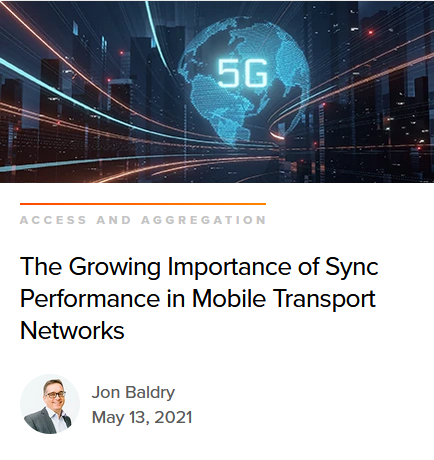 5G
ACCESS AND AGGREGATION
The Growing Importance of Sync
Performance in Mobile Transport
Networks
Jon Baldry
May 13, 2021